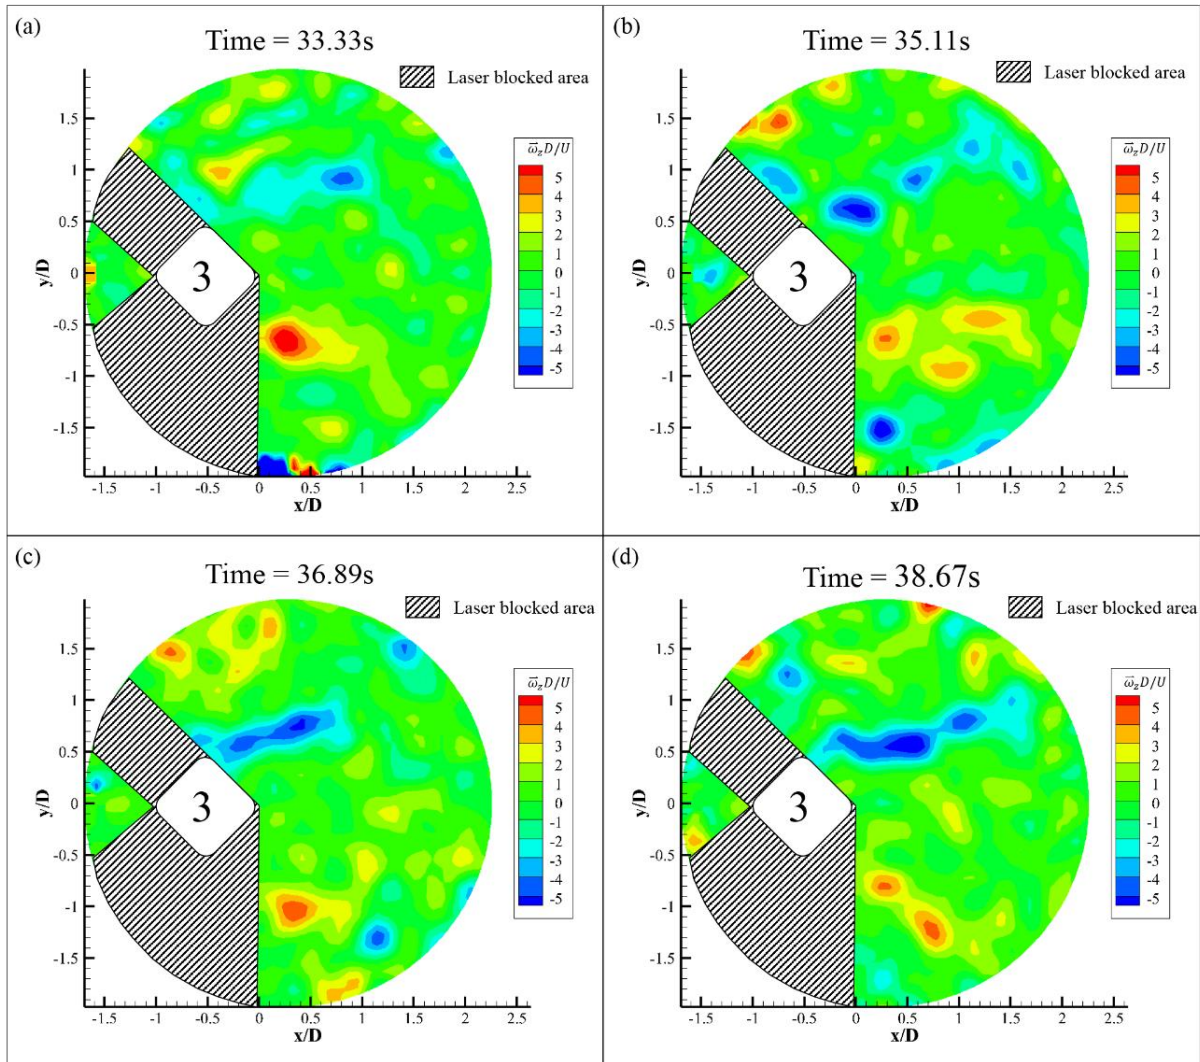 (a)
Time = 33.33s
Laser blocked area
y/D
1.5
1
0.5
0
-0.5
-1
-1.5
3
ω̅_zD/U
5
4
3
2
1
0
-1
-2
-3
-4
-5
-1.5 -1 -0.5 0 0.5 1 1.5 2 2.5
x/D
(b)
Time = 35.11s
Laser blocked area
y/D
1.5
1
0.5
0
-0.5
-1
-1.5
3
ω̅_zD/U
5
4
3
2
1
0
-1
-2
-3
-4
-5
-1.5 -1 -0.5 0 0.5 1 1.5 2 2.5
x/D
(c)
Time = 36.89s
Laser blocked area
y/D
1.5
1
0.5
0
-0.5
-1
-1.5
3
ω̅_zD/U
5
4
3
2
1
0
-1
-2
-3
-4
-5
-1.5 -1 -0.5 0 0.5 1 1.5 2 2.5
x/D
(d)
Time = 38.67s
Laser blocked area
y/D
1.5
1
0.5
0
-0.5
-1
-1.5
3
ω̅_zD/U
5
4
3
2
1
0
-1
-2
-3
-4
-5
-1.5 -1 -0.5 0 0.5 1 1.5 2 2.5
x/D